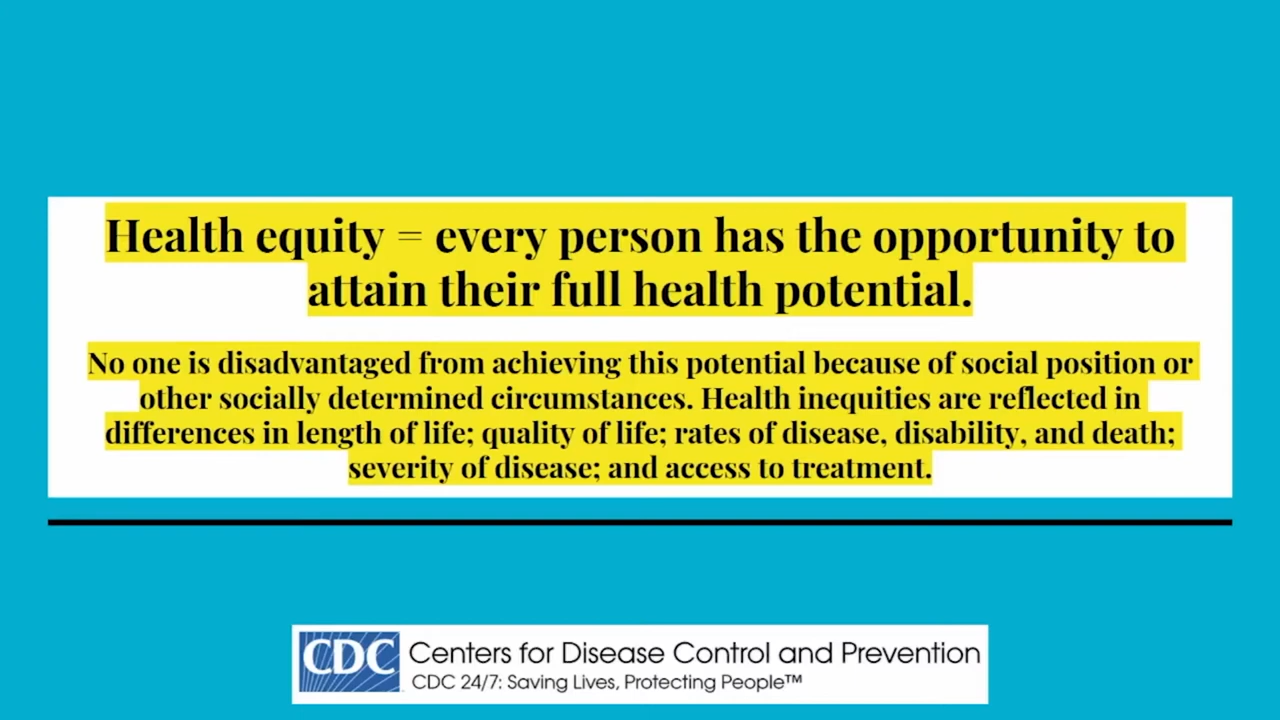 Health equity = every person has the opportunity to
attain their full health potential.
No one is disadvantaged from achieving this potential because of social position or
other socially determined circumstances. Health inequities are reflected in
differences in length of life; quality of life; rates of disease, disability, and death;
severity of disease; and access to treatment.
CDC
Centers for Disease Control and Prevention
CDC 24/7: Saving Lives, Protecting People™